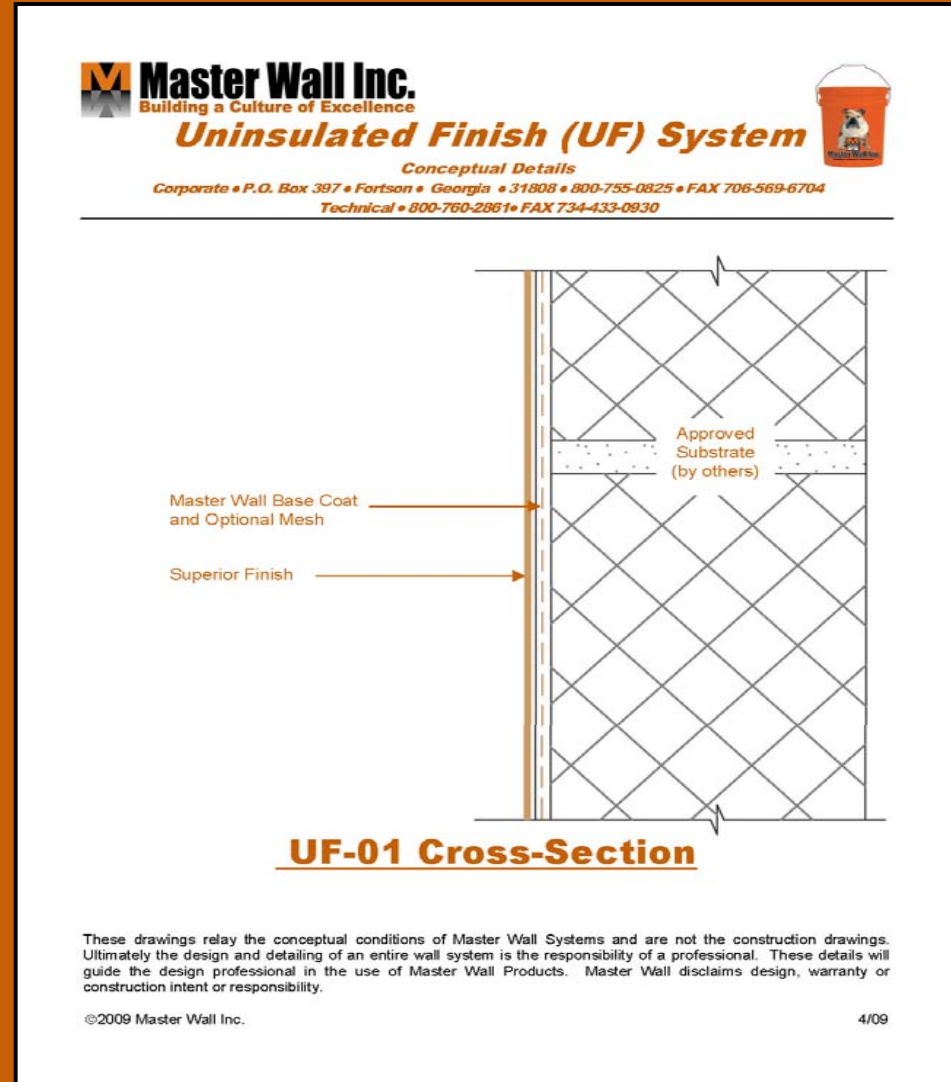 Master Wall Inc.
Building a Culture of Excellence
Uninsulated Finish (UF) System
Conceptual Details
Corporate • P.O. Box 397 • Fortson • Georgia • 31808 • 800-755-0825 • FAX 706-569-6704
Technical • 800-760-2861• FAX 734-433-0930
Approved
Substrate
(by others)
Master Wall Base Coat
and Optional Mesh
Superior Finish
UF-01 Cross-Section
These drawings relay the conceptual conditions of Master Wall Systems and are not the construction drawings.
Ultimately the design and detailing of an entire wall system is the responsibility of a professional. These details will
guide the design professional in the use of Master Wall Products. Master Wall disclaims design, warranty or
construction intent or responsibility.
©2009 Master Wall Inc.
4/09